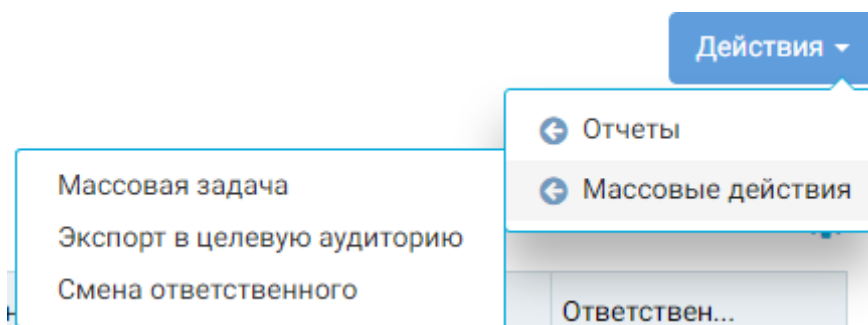 Действия
Отчеты
Массовые действия
Массовая задача
Экспорт в целевую аудиторию
Смена ответственного
Ответствен...